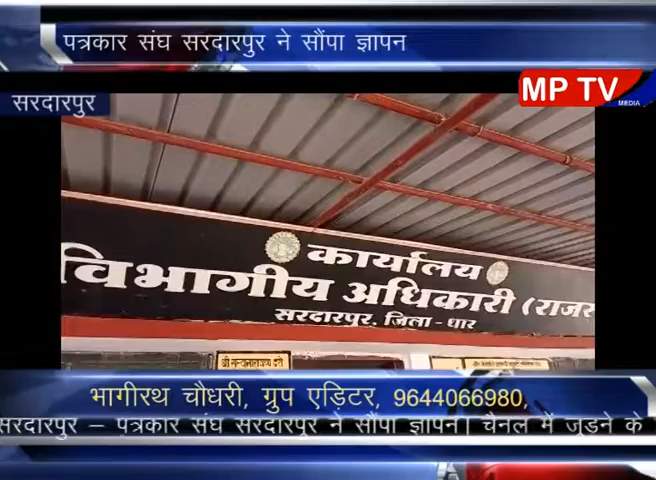 पत्रकार संघ सरदारपुर ने सौंपा ज्ञापन
MP TV
MEDIA
सरदारपुर
कार्यालय
विभागीय अधिकारी (राजस
सरदारपुर. जिला-धार
भागीरथ चौधरी, ग्रुप एडिटर, 9644066980,
सरदारपुर – पत्रकार संघ सरदारपुर ने सौंपा ज्ञापन| चैनल में जुड़ने के